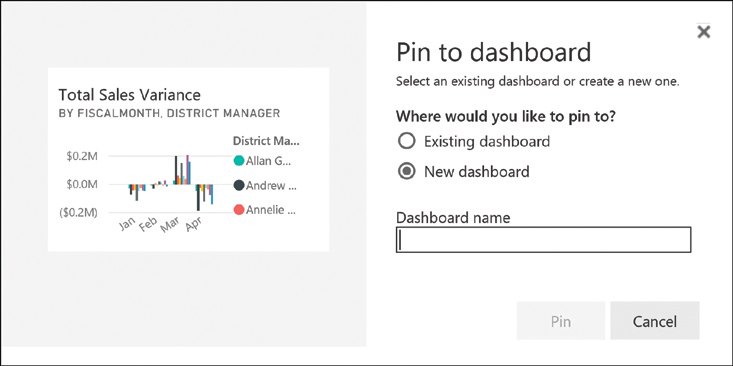 Total Sales Variance
BY FISCALMONTH, DISTRICT MANAGER
District Ma...
$0.2M
$0.0M
($0.2M)
Jan
Feb
Mar
Apr
Allan G...
Andrew ...
Annelie ...
Pin to dashboard
Select an existing dashboard or create a new one.
Where would you like to pin to?
Existing dashboard
New dashboard
Dashboard name
Pin
Cancel